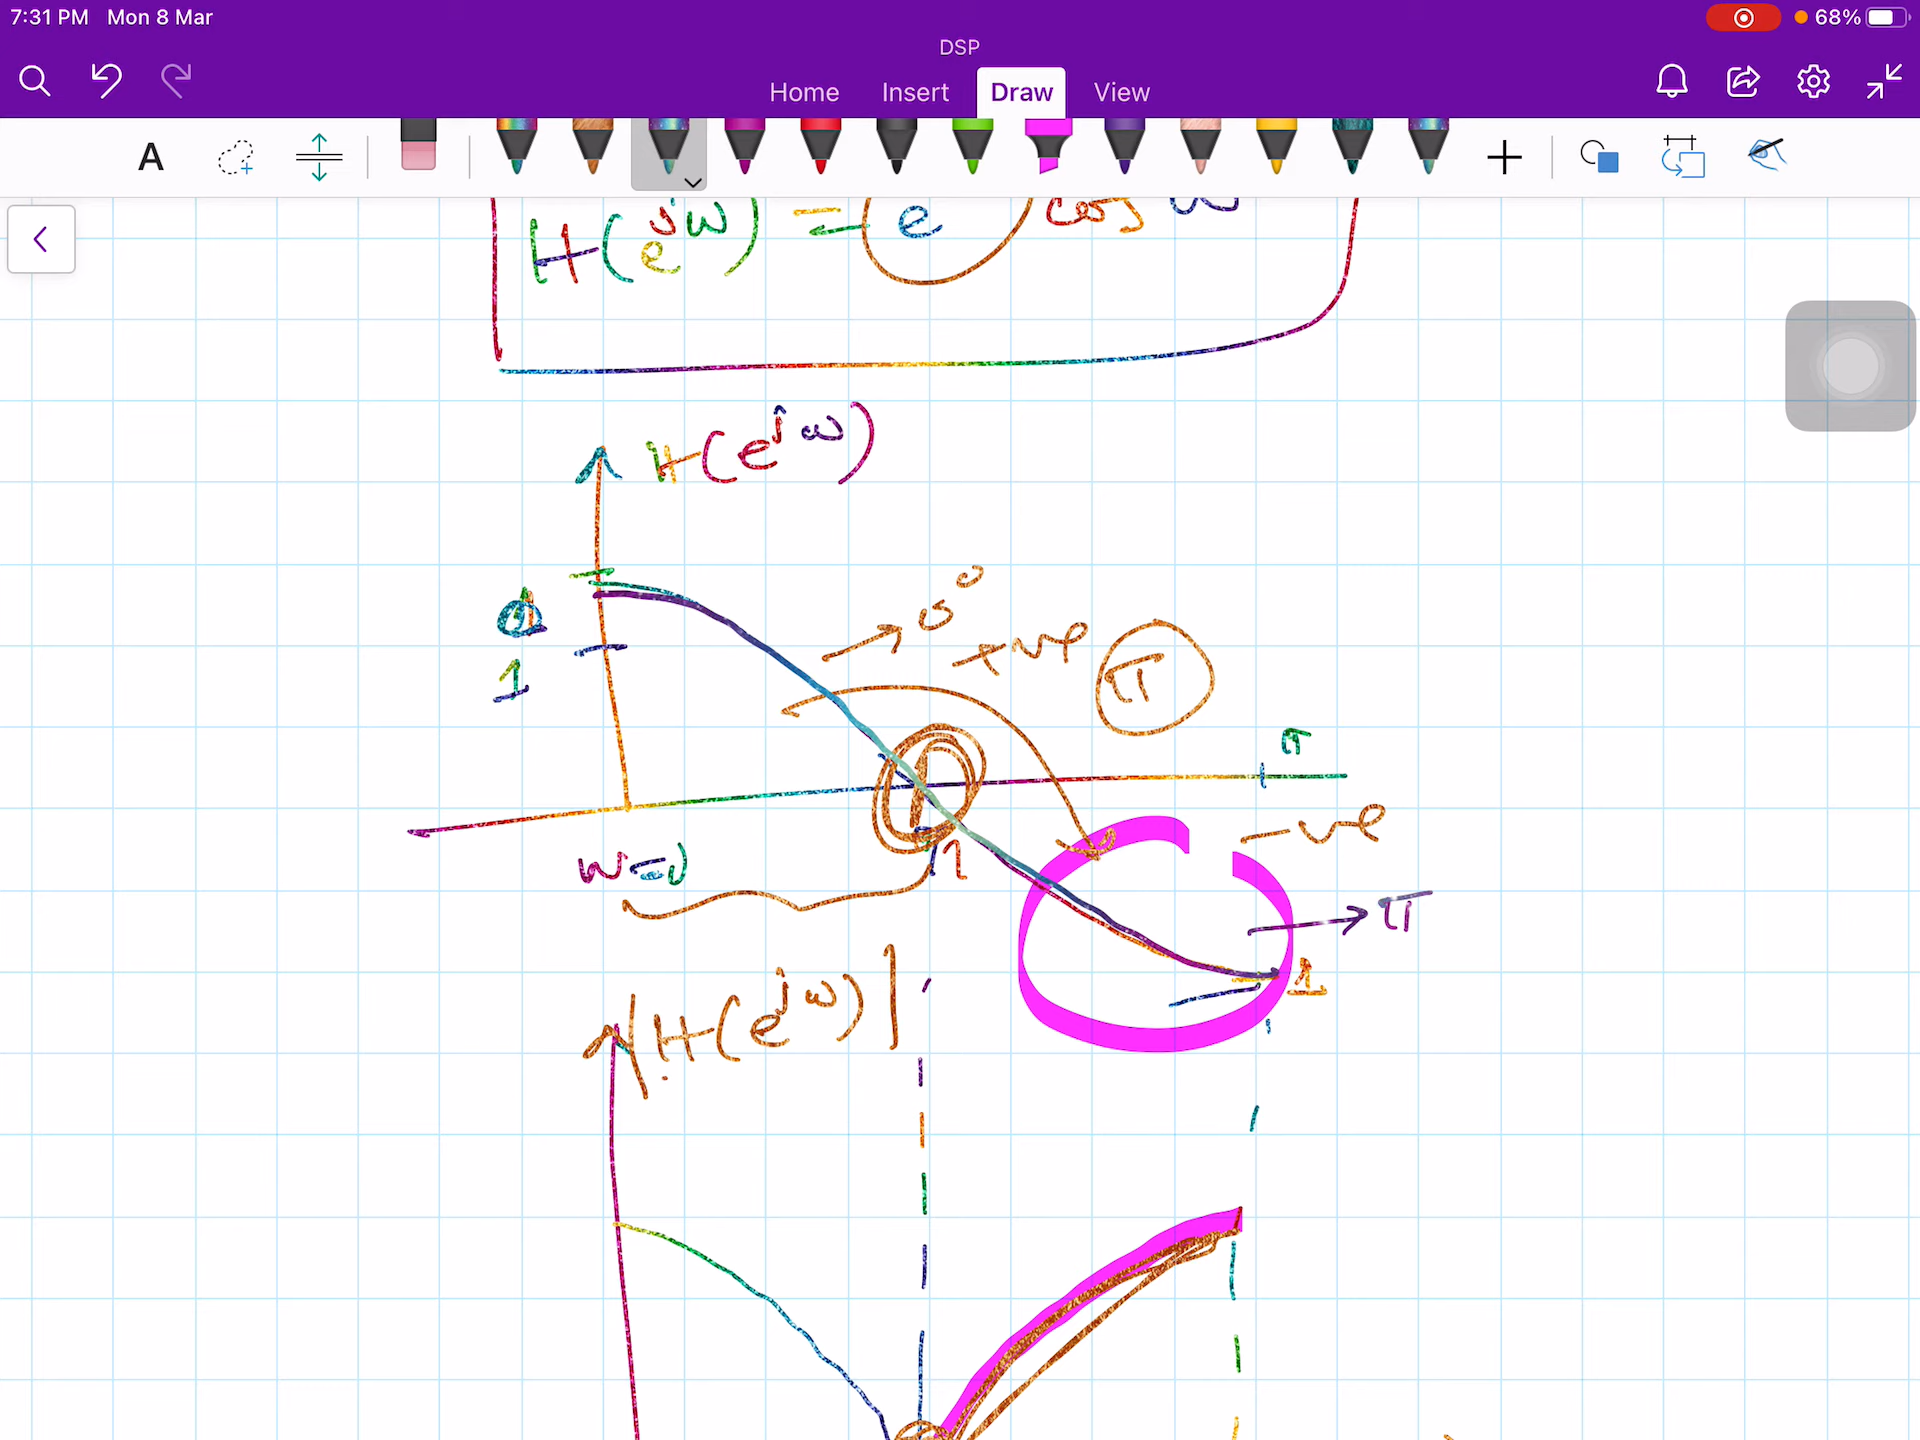 7:31 PM Mon 8 Mar 68%
DSP
Home Insert Draw View
A
H(e^jω) = e cos ω
H(e^jω)
0°
+ve π
1
π
-ve
ω=0
π
1
|H(e^jω)|